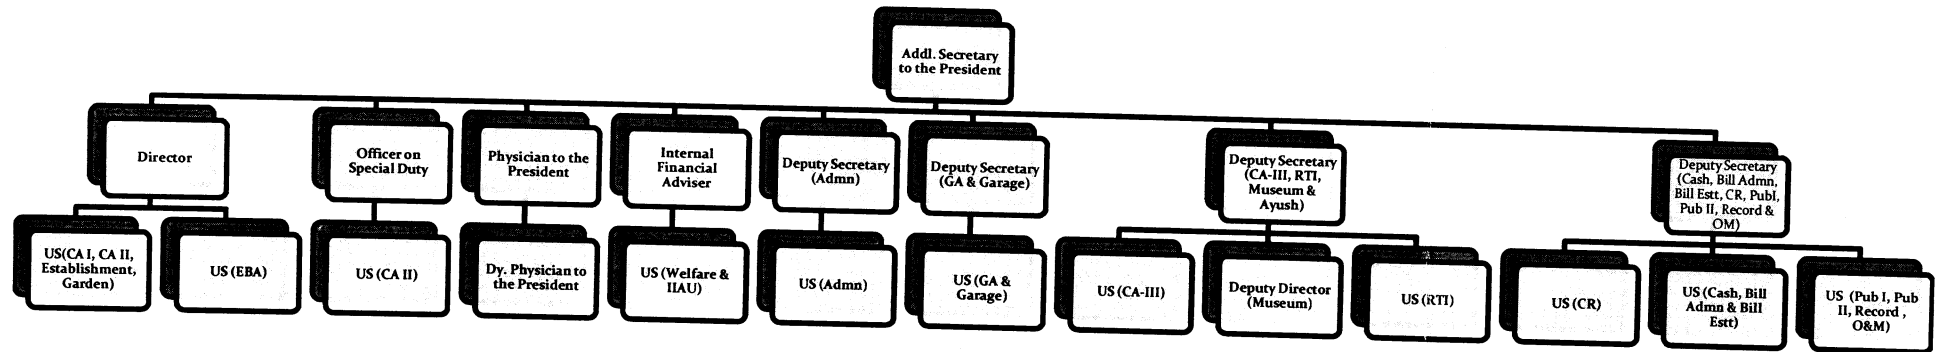 Addl. Secretary
to the President
Director
Officer on
Special Duty
Physician to the
President
Internal
Financial
Adviser
Deputy Secretary
(Admn)
Deputy Secretary
(GA & Garage)
Deputy Secretary
(CA-III, RTI,
Museum &
Ayush)
Deputy Secretary
(Cash, Bill Admn,
Bill Estt, CR, PubI,
Pub II, Record &
OM)
US(CA I, CA II,
Establishment,
Garden)
US (EBA)
US (CA II)
Dy. Physician to
the President
US (Welfare &
IIAU)
US (Admn)
US (GA &
Garage)
US (CA-III)
Deputy Director
(Museum)
US (RTI)
US (CR)
US (Cash, Bill
Admn & Bill
Estt)
US (Pub I, Pub
II, Record ,
O&M)